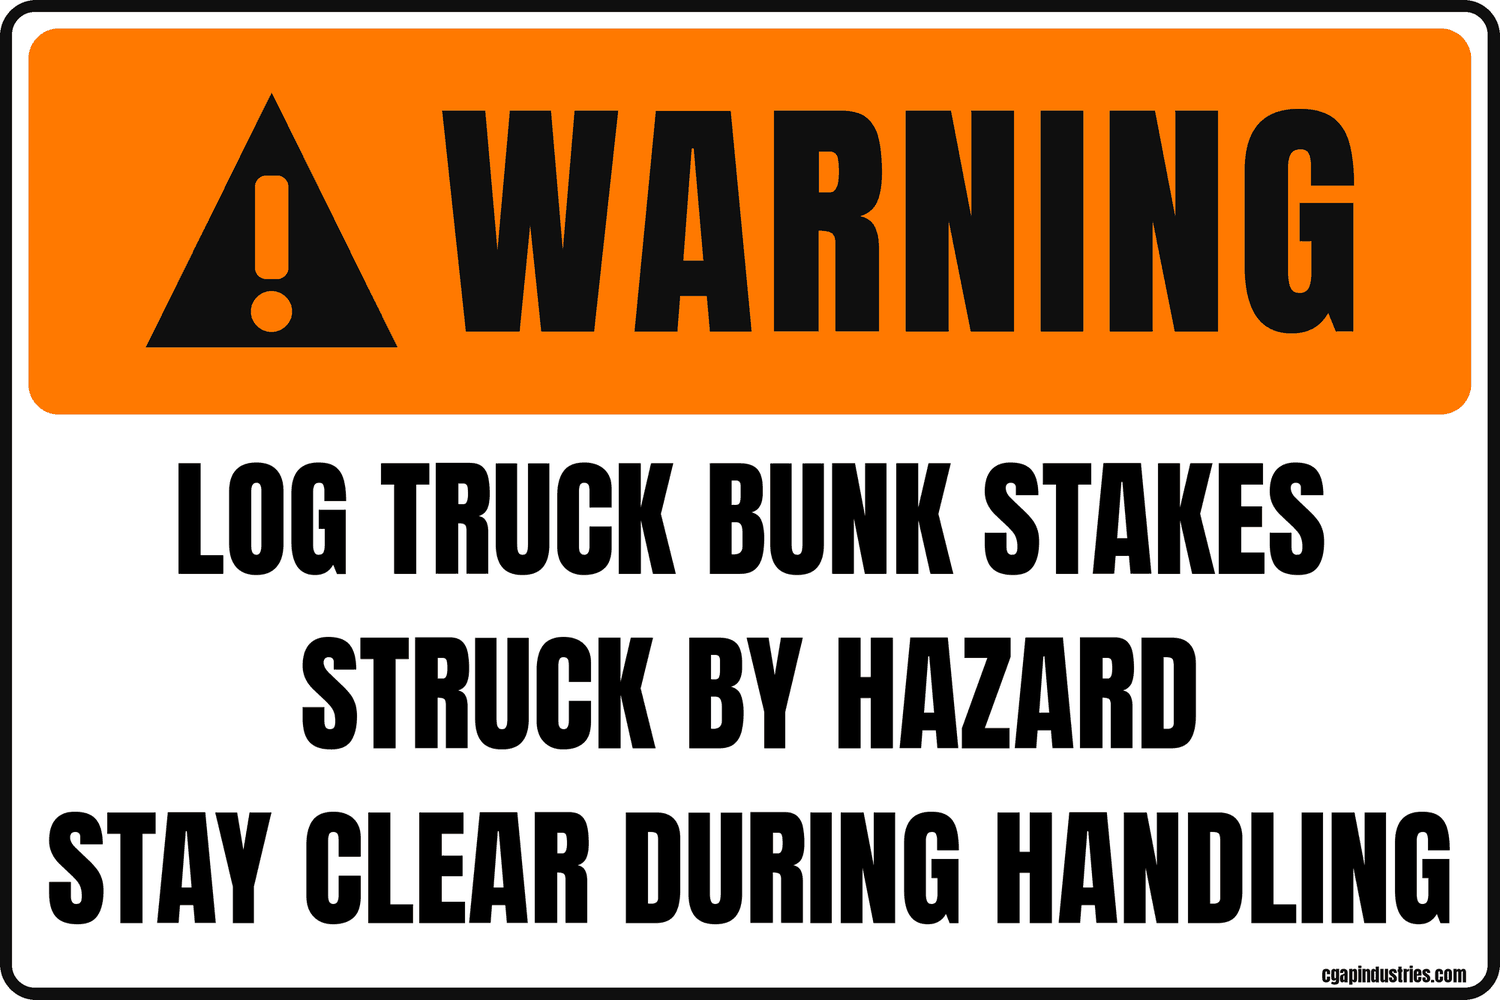 WARNING
LOG TRUCK BUNK STAKES
STRUCK BY HAZARD
STAY CLEAR DURING HANDLING
cgapindustries.com